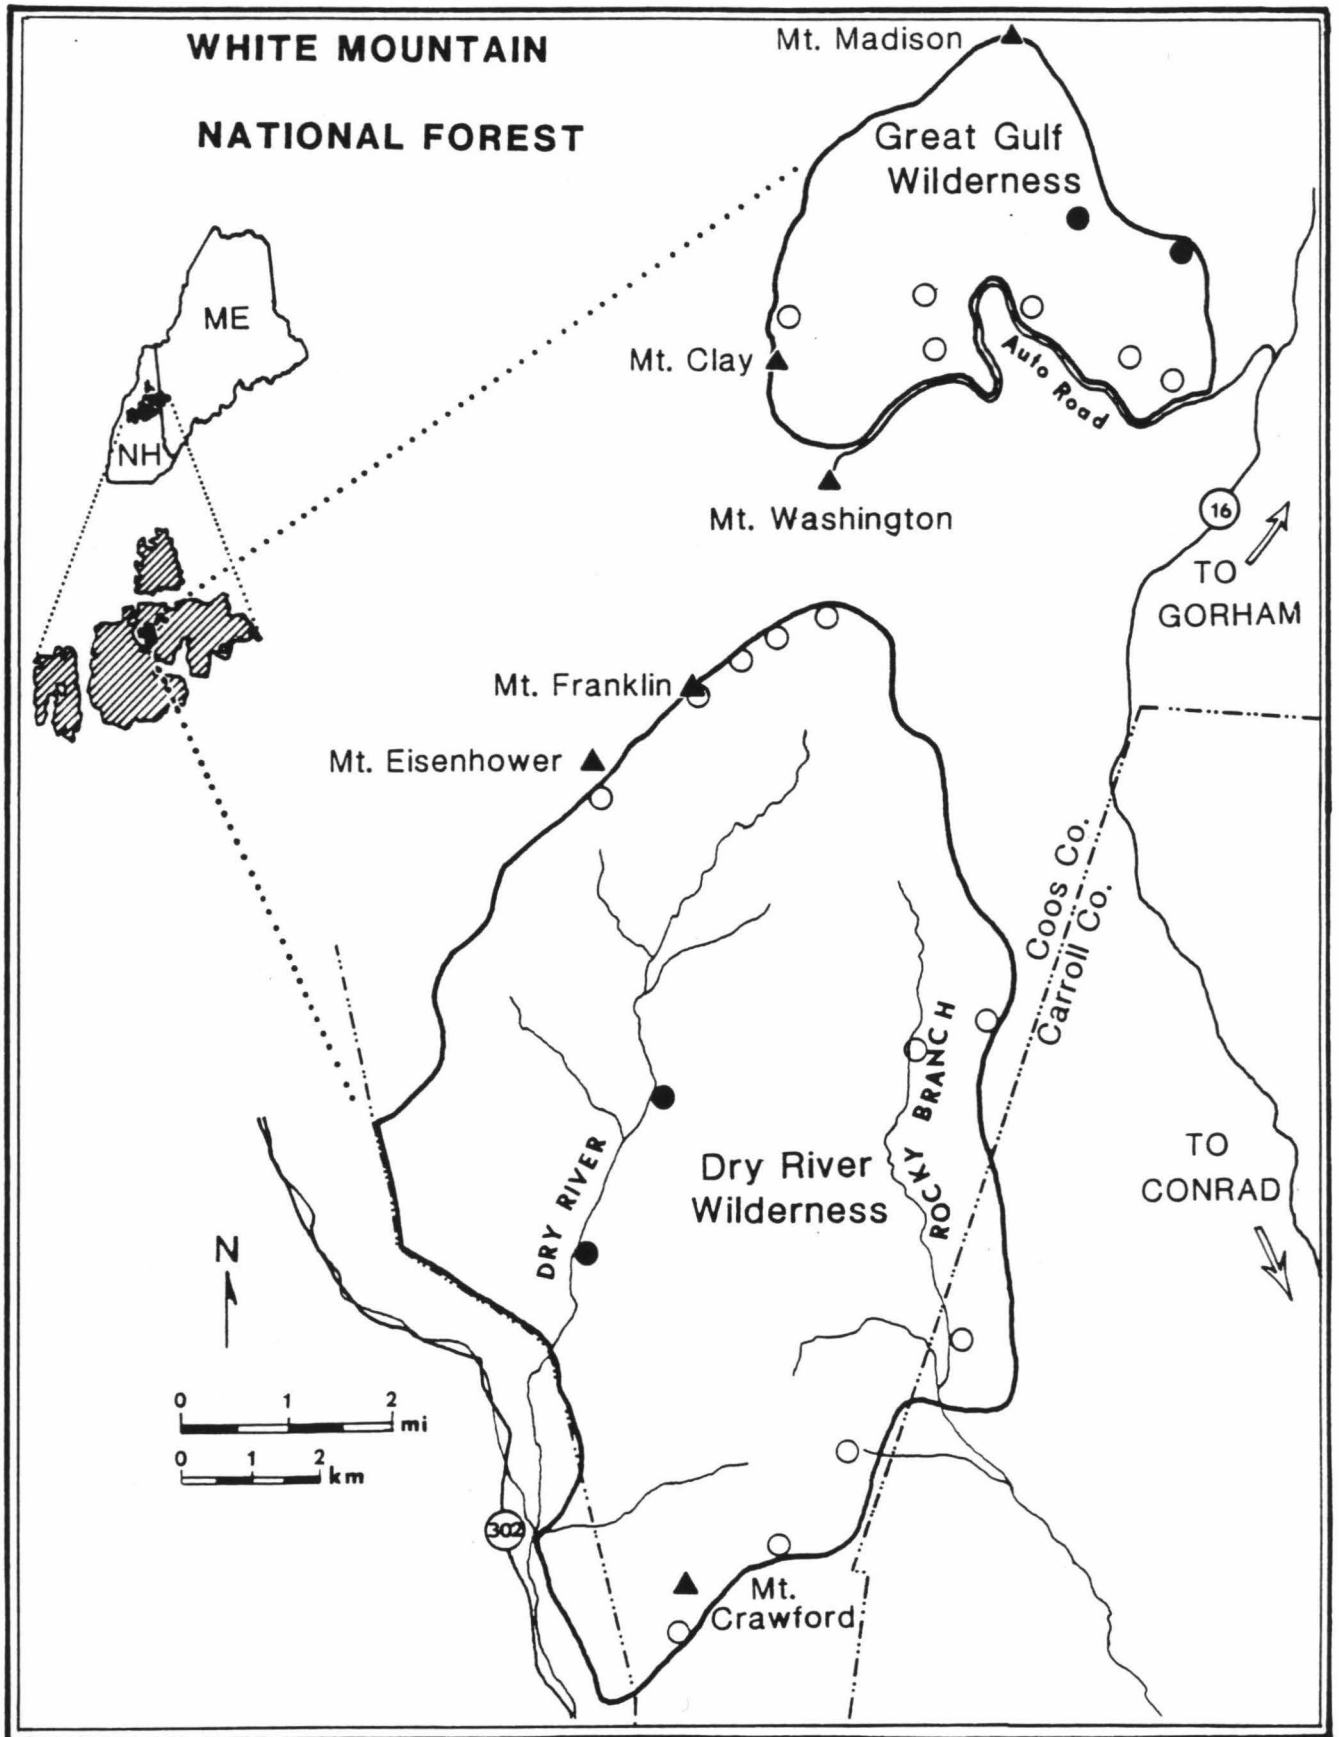 WHITE MOUNTAIN
NATIONAL FOREST
Mt. Madison
Great Gulf
Wilderness
ME
NH
Mt. Clay
Auto Road
Mt. Washington
16
TO
GORHAM
Mt. Franklin
Mt. Eisenhower
Coos Co.
Carroll Co.
ROCKY BRANCH
DRY RIVER
Dry River
Wilderness
TO
CONRAD
N
0 1 2
mi
0 1 2
km
302
Mt.
Crawford